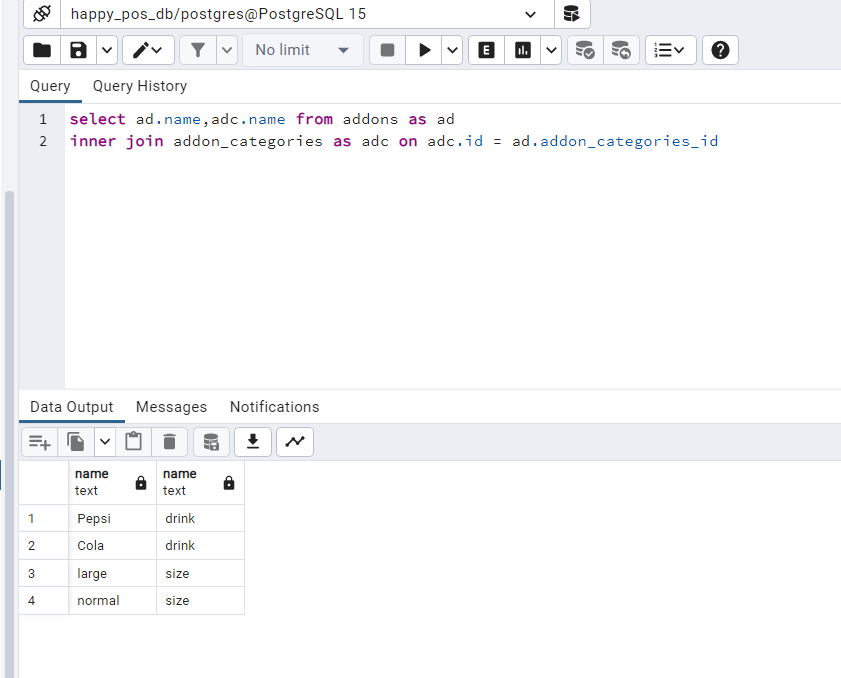 happy_pos_db/postgres@PostgreSQL 15
No limit
E
Query Query History
1 select ad.name,adc.name from addons as ad
2 inner join addon_categories as adc on adc.id = ad.addon_categories_id
Data Output Messages Notifications
name name
text text
1 Pepsi drink
2 Cola drink
3 large size
4 normal size